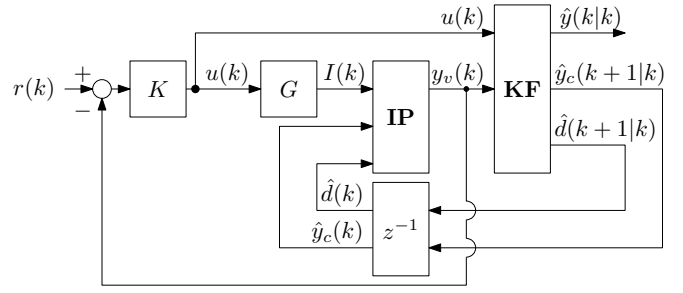 u(k)
ŷ(k|k)
r(k)
+
−
K
u(k)
G
I(k)
IP
y_v(k)
KF
ŷ_c(k+1|k)
d̂(k+1|k)
d̂(k)
ŷ_c(k)
z^{-1}